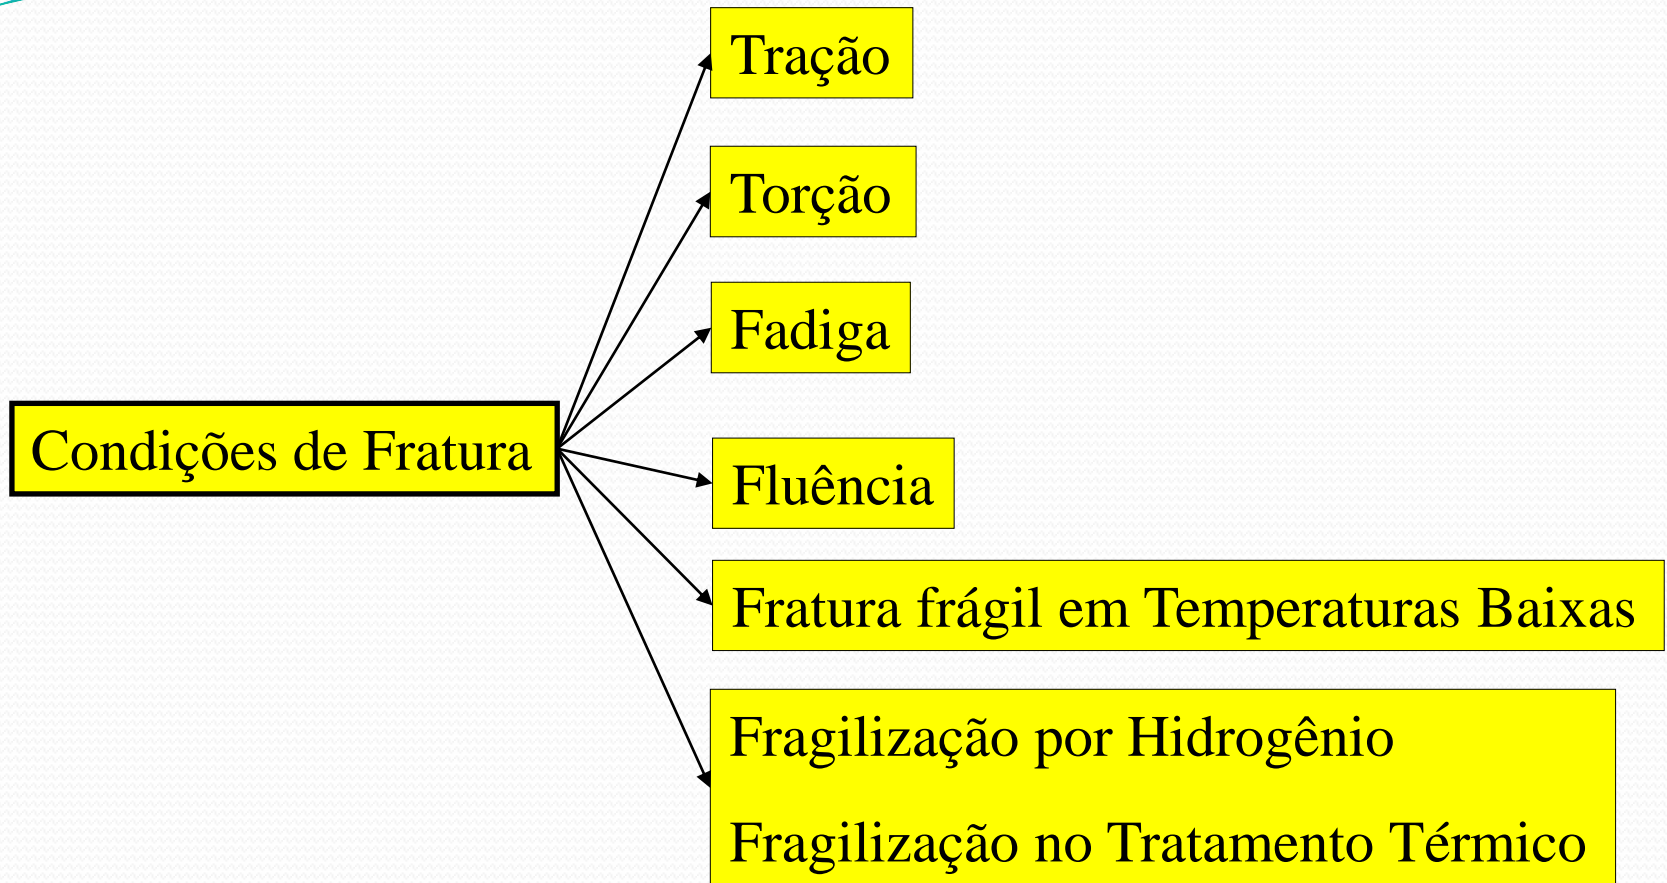 Tração
Torção
Fadiga
Condições de Fratura
Fluência
Fratura frágil em Temperaturas Baixas
Fragilização por Hidrogênio
Fragilização no Tratamento Térmico